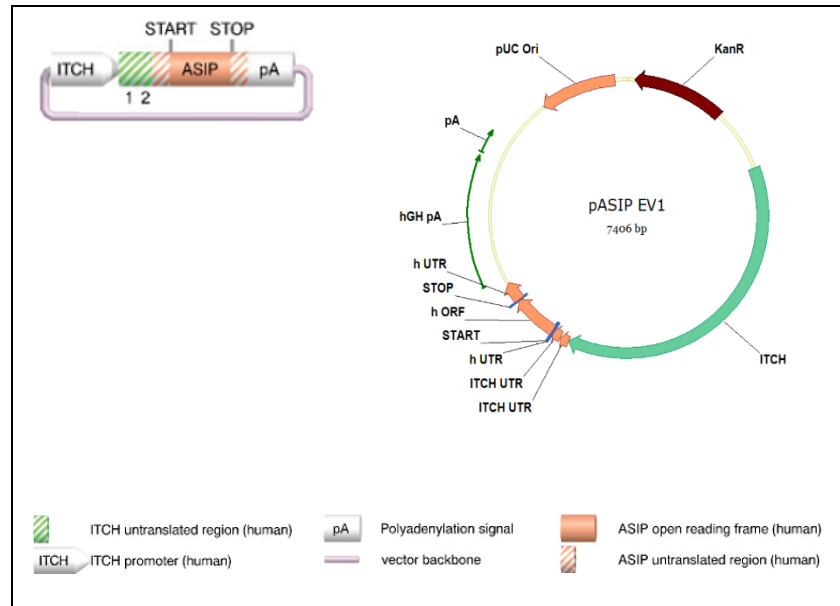 START STOP
ITCH ASIP pA
1 2
pUC Ori
KanR
pA
pASIP EV1
7406 bp
hGH pA
h UTR
STOP
h ORF
START
h UTR
ITCH UTR
ITCH UTR
ITCH
ITCH untranslated region (human)
pA Polyadenylation signal
ASIP open reading frame (human)
ITCH ITCH promoter (human)
vector backbone
ASIP untranslated region (human)